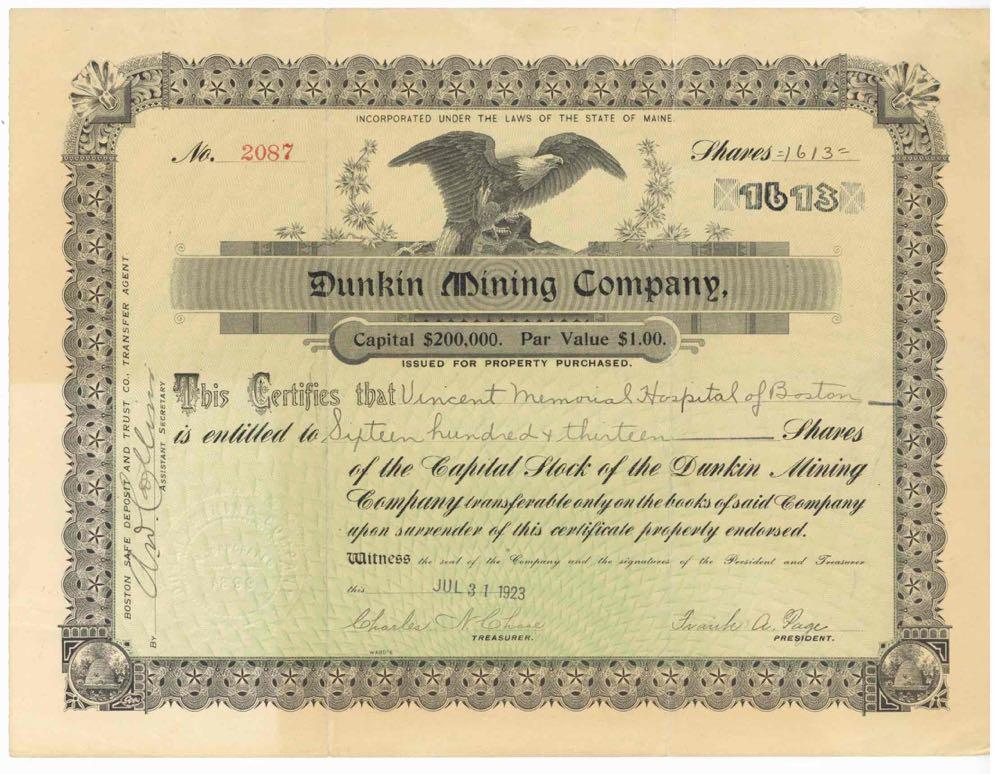 INCORPORATED UNDER THE LAWS OF THE STATE OF MAINE.
No. 2087
Shares =1613=
1613
Dunkin Mining Company,
Capital $200,000. Par Value $1.00.
ISSUED FOR PROPERTY PURCHASED.
This Certifies that Vincent Memorial Hospital of Boston
is entitled to Sixteen hundred & thirteen Shares
of the Capital Stock of the Dunkin Mining
Company transferable only on the books of said Company
upon surrender of this certificate property endorsed.
Witness the seal of the Company and the signatures of the President and Treasurer
this JUL 31 1923
Charles N. Chase
TREASURER.
Frank A. Page
PRESIDENT.
WARD'S
BOSTON SAFE DEPOSIT AND TRUST CO., TRANSFER AGENT
BY
ASSISTANT SECRETARY